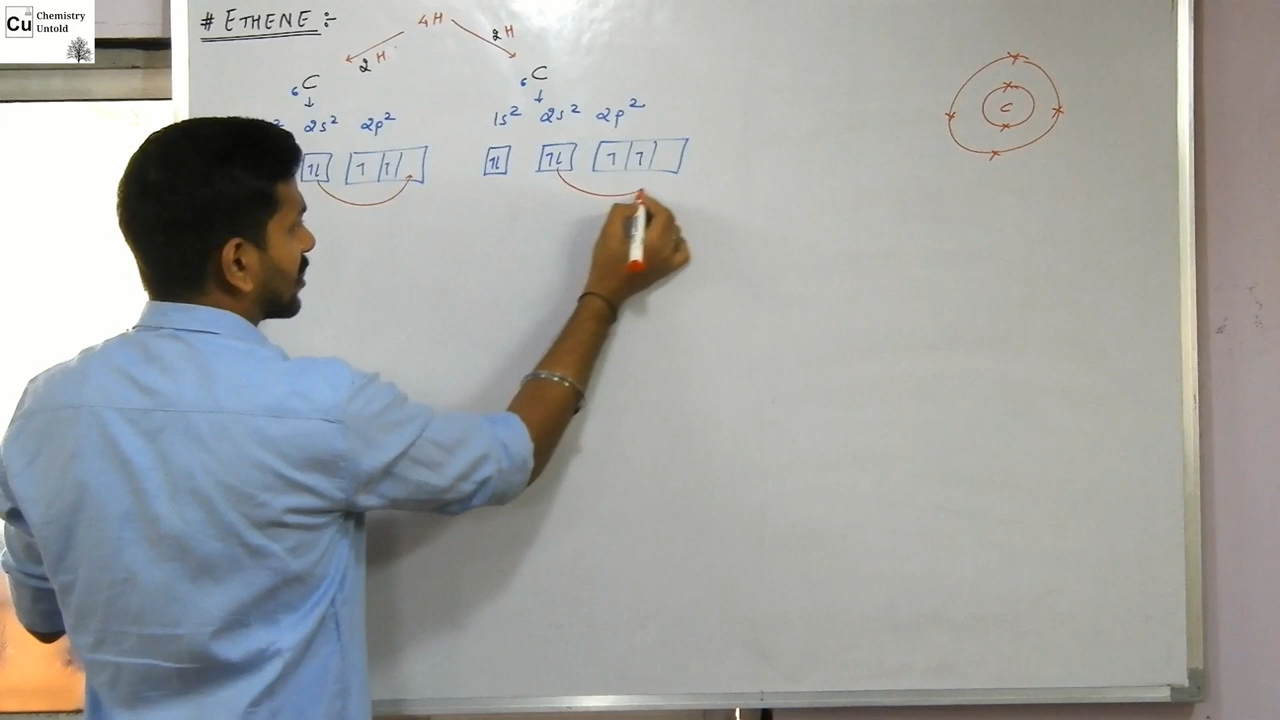 Cu Chemistry Untold
# ETHENE :-
4H
2H
2H
₆C
₆C
2s² 2p²
1s² 2s² 2p²
C